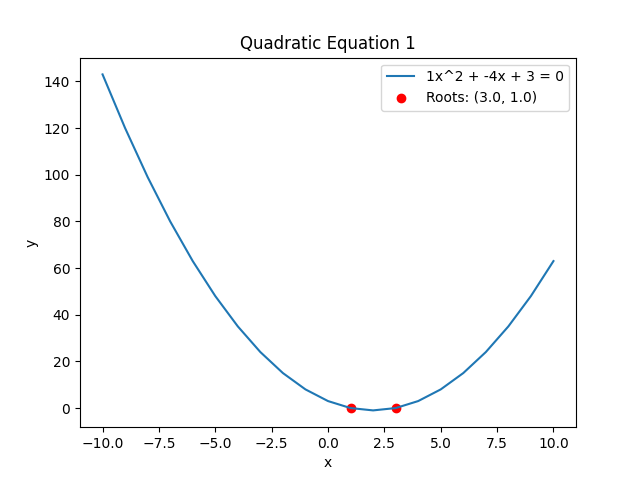 Quadratic Equation 1
1x^2 + -4x + 3 = 0
Roots: (3.0, 1.0)
140
120
100
80
60
40
20
0
y
−10.0 −7.5 −5.0 −2.5 0.0 2.5 5.0 7.5 10.0
x